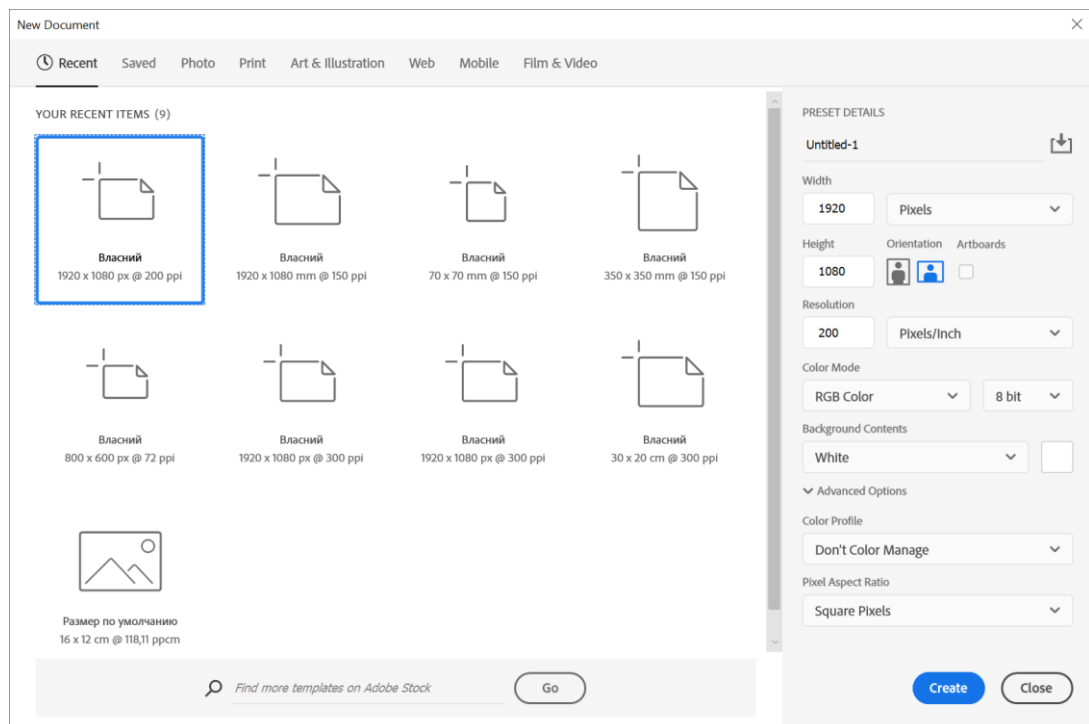 New Document
Recent Saved Photo Print Art & Illustration Web Mobile Film & Video
YOUR RECENT ITEMS (9)
Власний
1920 x 1080 px @ 200 ppi
Власний
1920 x 1080 mm @ 150 ppi
Власний
70 x 70 mm @ 150 ppi
Власний
350 x 350 mm @ 150 ppi
Власний
800 x 600 px @ 72 ppi
Власний
1920 x 1080 px @ 300 ppi
Власний
1920 x 1080 px @ 300 ppi
Власний
30 x 20 cm @ 300 ppi
Размер по умолчанию
16 x 12 cm @ 118,11 ppcm
Find more templates on Adobe Stock
Go
PRESET DETAILS
Untitled-1
Width
1920 Pixels
Height Orientation Artboards
1080
Resolution
200 Pixels/Inch
Color Mode
RGB Color 8 bit
Background Contents
White
Advanced Options
Color Profile
Don't Color Manage
Pixel Aspect Ratio
Square Pixels
Create Close